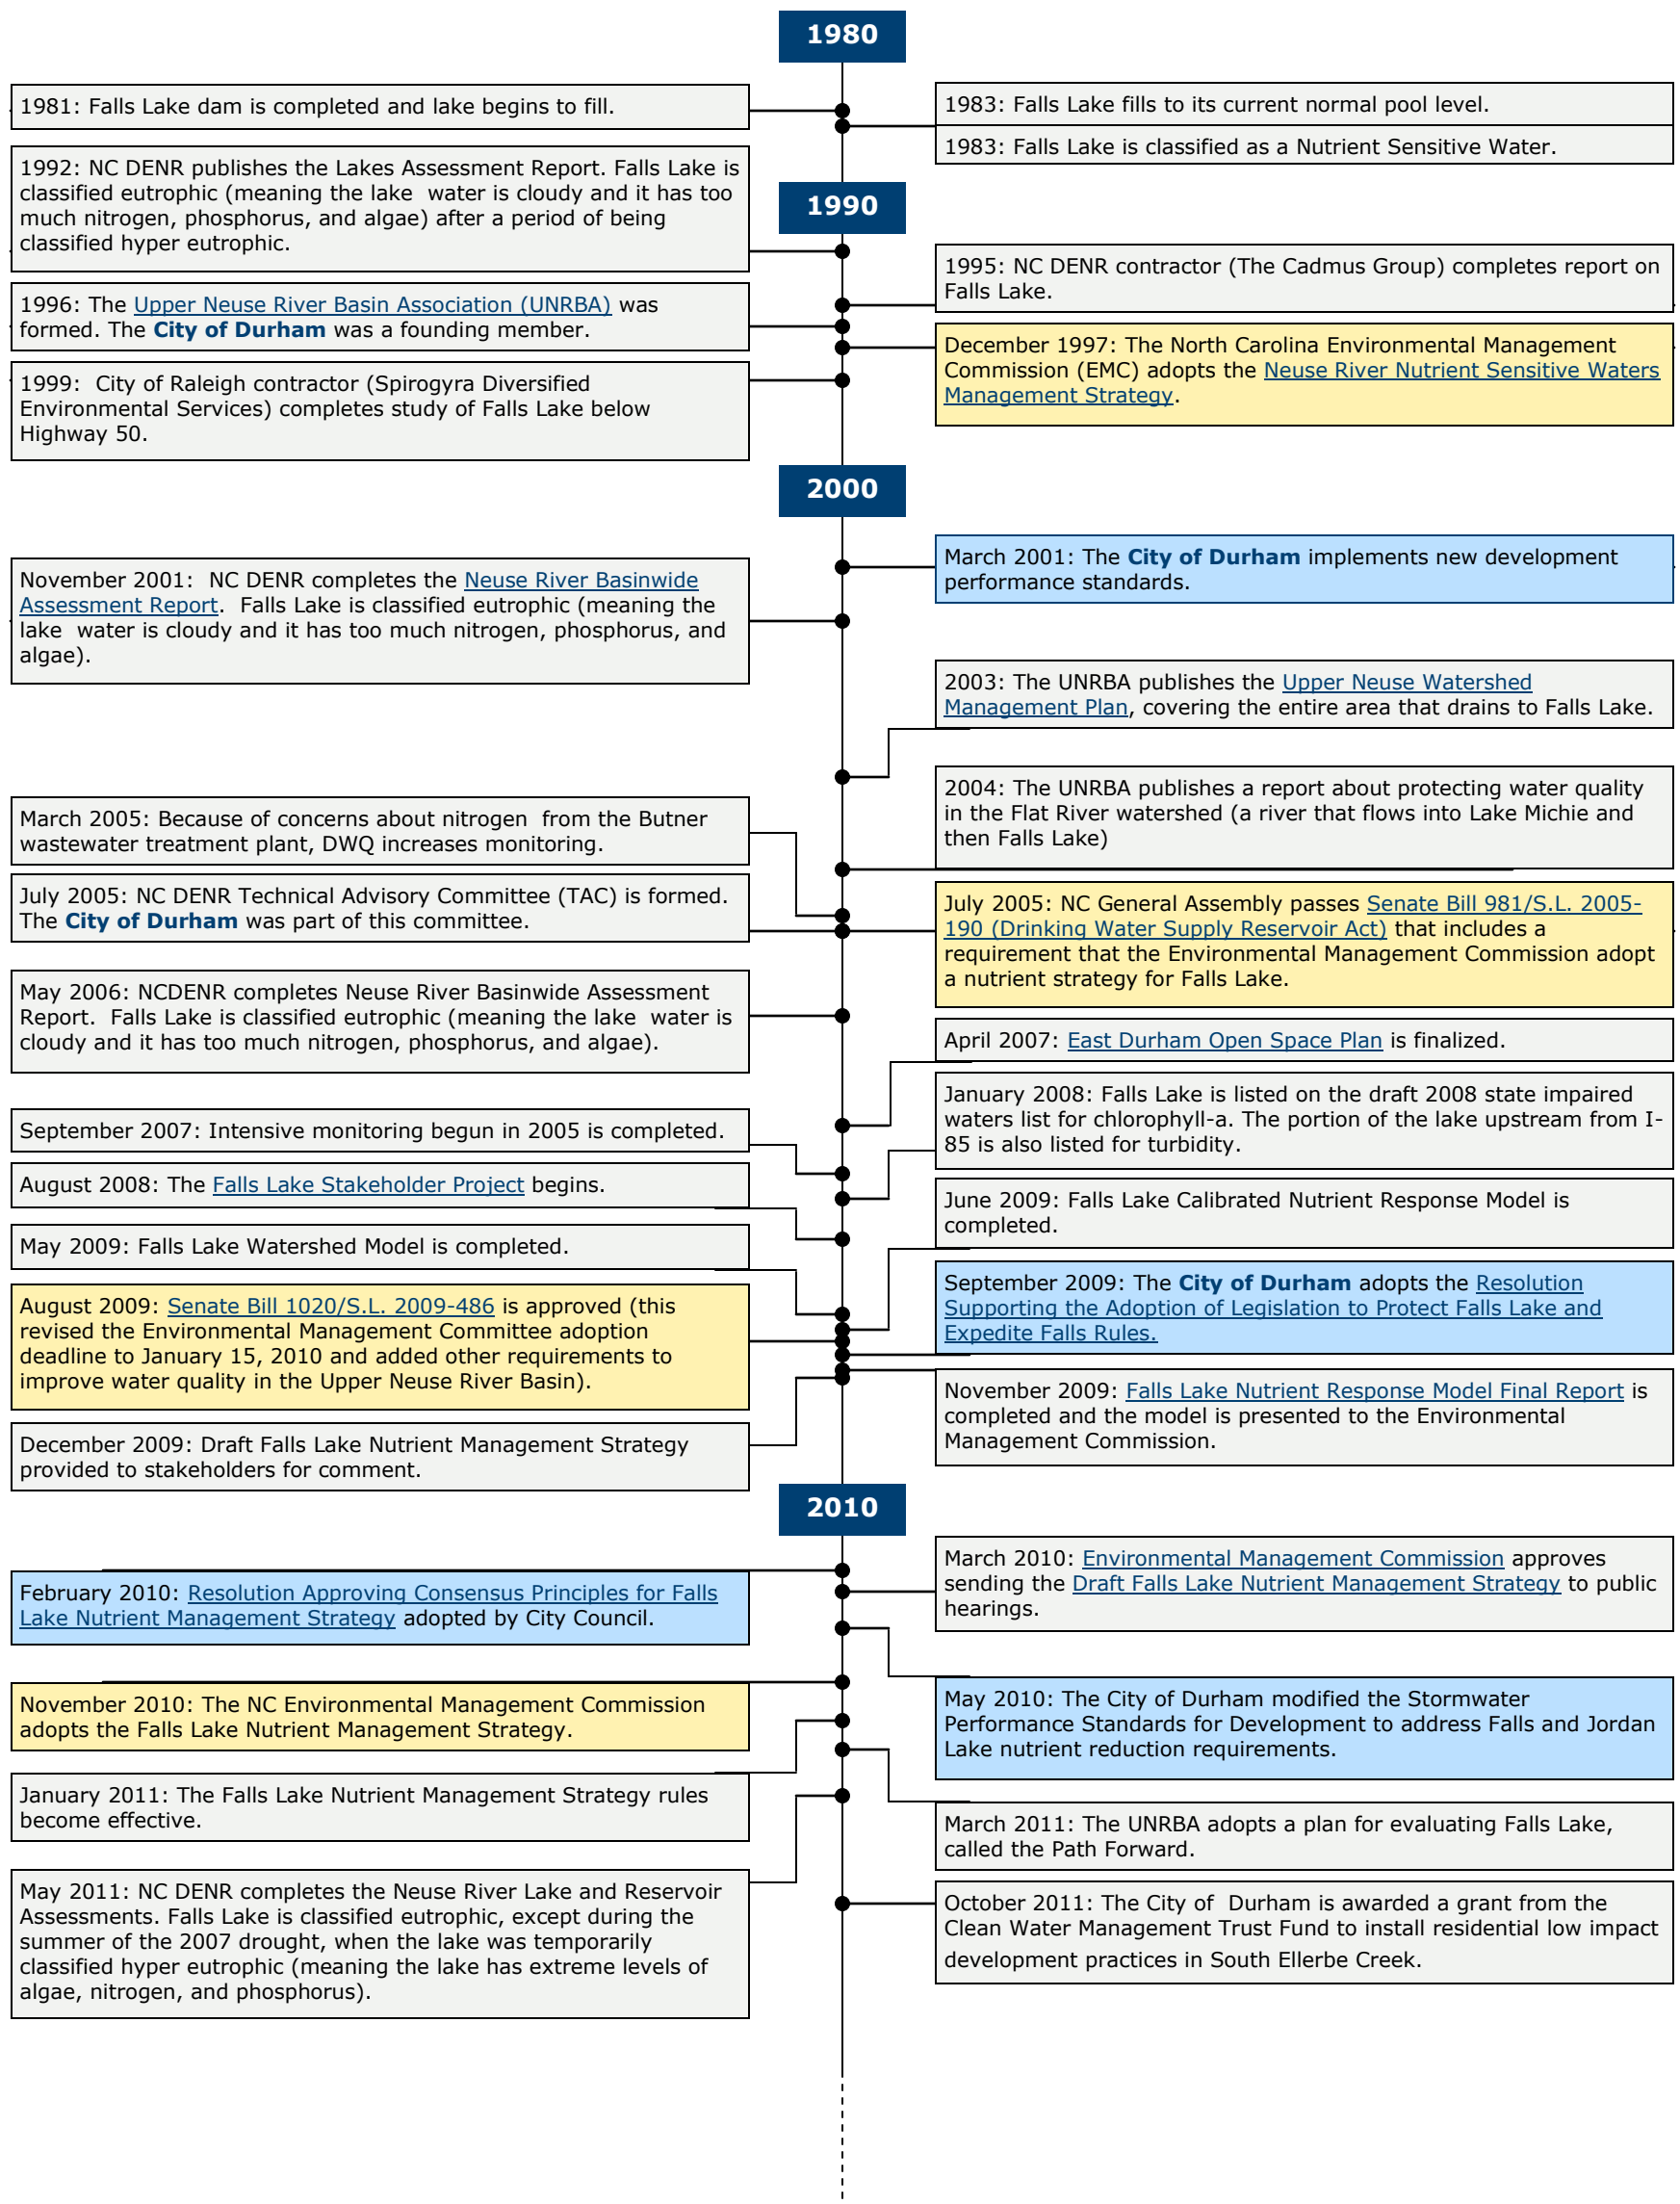 1980
1981: Falls Lake dam is completed and lake begins to fill.
1983: Falls Lake fills to its current normal pool level.
1983: Falls Lake is classified as a Nutrient Sensitive Water.
1992: NC DENR publishes the Lakes Assessment Report. Falls Lake is
classified eutrophic (meaning the lake  water is cloudy and it has too
much nitrogen, phosphorus, and algae) after a period of being
classified hyper eutrophic.
1990
1995: NC DENR contractor (The Cadmus Group) completes report on
Falls Lake.
1996: The Upper Neuse River Basin Association (UNRBA) was
formed. The City of Durham was a founding member.
December 1997: The North Carolina Environmental Management
Commission (EMC) adopts the Neuse River Nutrient Sensitive Waters
Management Strategy.
1999:  City of Raleigh contractor (Spirogyra Diversified
Environmental Services) completes study of Falls Lake below
Highway 50.
2000
March 2001: The City of Durham implements new development
performance standards.
November 2001:  NC DENR completes the Neuse River Basinwide
Assessment Report.  Falls Lake is classified eutrophic (meaning the
lake  water is cloudy and it has too much nitrogen, phosphorus, and
algae).
2003: The UNRBA publishes the Upper Neuse Watershed
Management Plan, covering the entire area that drains to Falls Lake.
2004: The UNRBA publishes a report about protecting water quality
in the Flat River watershed (a river that flows into Lake Michie and
then Falls Lake)
March 2005: Because of concerns about nitrogen  from the Butner
wastewater treatment plant, DWQ increases monitoring.
July 2005: NC DENR Technical Advisory Committee (TAC) is formed.
The City of Durham was part of this committee.
July 2005: NC General Assembly passes Senate Bill 981/S.L. 2005-
190 (Drinking Water Supply Reservoir Act) that includes a
requirement that the Environmental Management Commission adopt
a nutrient strategy for Falls Lake.
May 2006: NCDENR completes Neuse River Basinwide Assessment
Report.  Falls Lake is classified eutrophic (meaning the lake  water is
cloudy and it has too much nitrogen, phosphorus, and algae).
April 2007: East Durham Open Space Plan is finalized.
September 2007: Intensive monitoring begun in 2005 is completed.
January 2008: Falls Lake is listed on the draft 2008 state impaired
waters list for chlorophyll-a. The portion of the lake upstream from I-
85 is also listed for turbidity.
August 2008: The Falls Lake Stakeholder Project begins.
May 2009: Falls Lake Watershed Model is completed.
June 2009: Falls Lake Calibrated Nutrient Response Model is
completed.
August 2009: Senate Bill 1020/S.L. 2009-486 is approved (this
revised the Environmental Management Committee adoption
deadline to January 15, 2010 and added other requirements to
improve water quality in the Upper Neuse River Basin).
September 2009: The City of Durham adopts the Resolution
Supporting the Adoption of Legislation to Protect Falls Lake and
Expedite Falls Rules.
November 2009: Falls Lake Nutrient Response Model Final Report is
completed and the model is presented to the Environmental
Management Commission.
December 2009: Draft Falls Lake Nutrient Management Strategy
provided to stakeholders for comment.
2010
February 2010: Resolution Approving Consensus Principles for Falls
Lake Nutrient Management Strategy adopted by City Council.
March 2010: Environmental Management Commission approves
sending the Draft Falls Lake Nutrient Management Strategy to public
hearings.
May 2010: The City of Durham modified the Stormwater
Performance Standards for Development to address Falls and Jordan
Lake nutrient reduction requirements.
November 2010: The NC Environmental Management Commission
adopts the Falls Lake Nutrient Management Strategy.
January 2011: The Falls Lake Nutrient Management Strategy rules
become effective.
March 2011: The UNRBA adopts a plan for evaluating Falls Lake,
called the Path Forward.
May 2011: NC DENR completes the Neuse River Lake and Reservoir
Assessments. Falls Lake is classified eutrophic, except during the
summer of the 2007 drought, when the lake was temporarily
classified hyper eutrophic (meaning the lake has extreme levels of
algae, nitrogen, and phosphorus).
October 2011: The City of  Durham is awarded a grant from the
Clean Water Management Trust Fund to install residential low impact
development practices in South Ellerbe Creek.